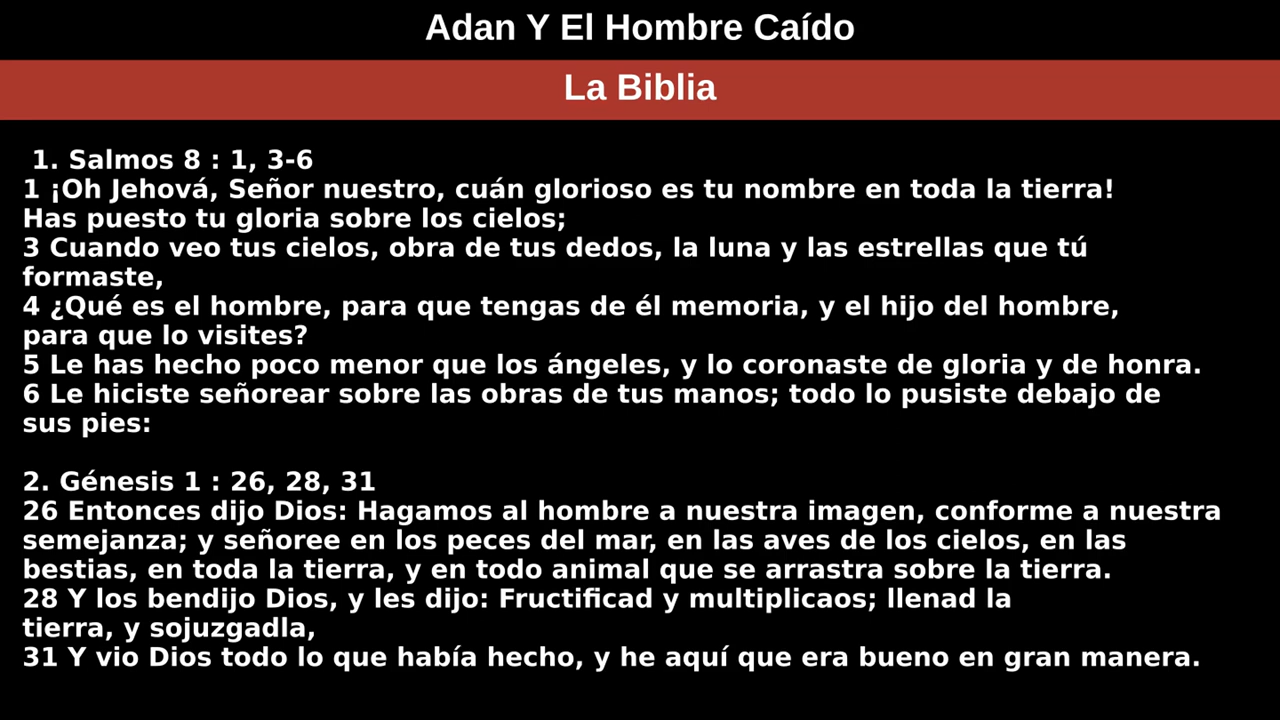 Adan Y El Hombre Caído
La Biblia
1. Salmos 8 : 1, 3-6
1 ¡Oh Jehová, Señor nuestro, cuán glorioso es tu nombre en toda la tierra!
Has puesto tu gloria sobre los cielos;
3 Cuando veo tus cielos, obra de tus dedos, la luna y las estrellas que tú
formaste,
4 ¿Qué es el hombre, para que tengas de él memoria, y el hijo del hombre,
para que lo visites?
5 Le has hecho poco menor que los ángeles, y lo coronaste de gloria y de honra.
6 Le hiciste señorear sobre las obras de tus manos; todo lo pusiste debajo de
sus pies:
2. Génesis 1 : 26, 28, 31
26 Entonces dijo Dios: Hagamos al hombre a nuestra imagen, conforme a nuestra
semejanza; y señoree en los peces del mar, en las aves de los cielos, en las
bestias, en toda la tierra, y en todo animal que se arrastra sobre la tierra.
28 Y los bendijo Dios, y les dijo: Fructificad y multiplicaos; llenad la
tierra, y sojuzgadla,
31 Y vio Dios todo lo que había hecho, y he aquí que era bueno en gran manera.